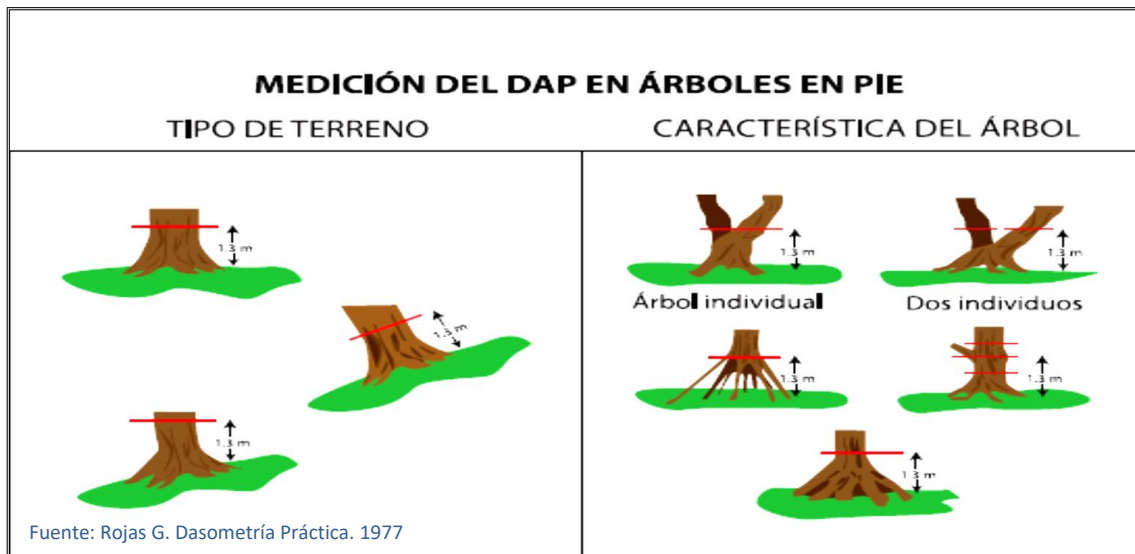 MEDICIÓN DEL DAP EN ÁRBOLES EN PIE
TIPO DE TERRENO
CARACTERÍSTICA DEL ÁRBOL
1.3 m
1.3 m
1.3 m
1.3 m
1.3 m
Árbol individual
Dos individuos
1.3 m
1.3 m
1.3 m
Fuente: Rojas G. Dasometría Práctica. 1977